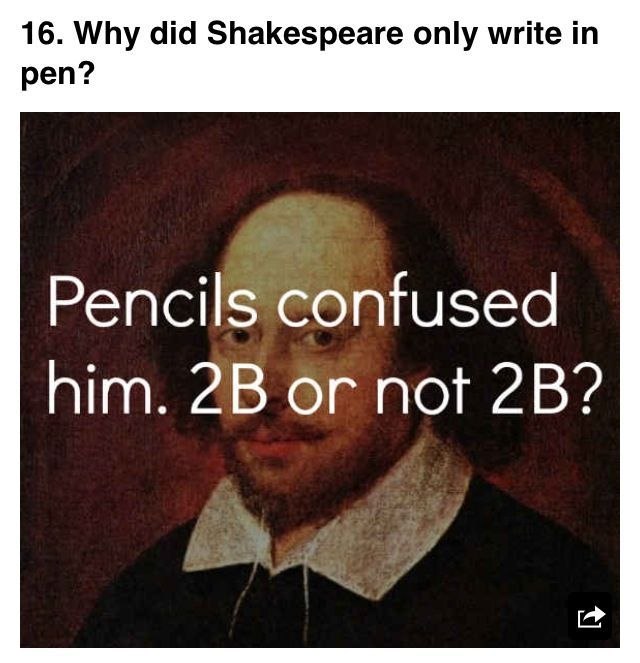 16. Why did Shakespeare only write in
pen?
Pencils confused
him. 2B or not 2B?